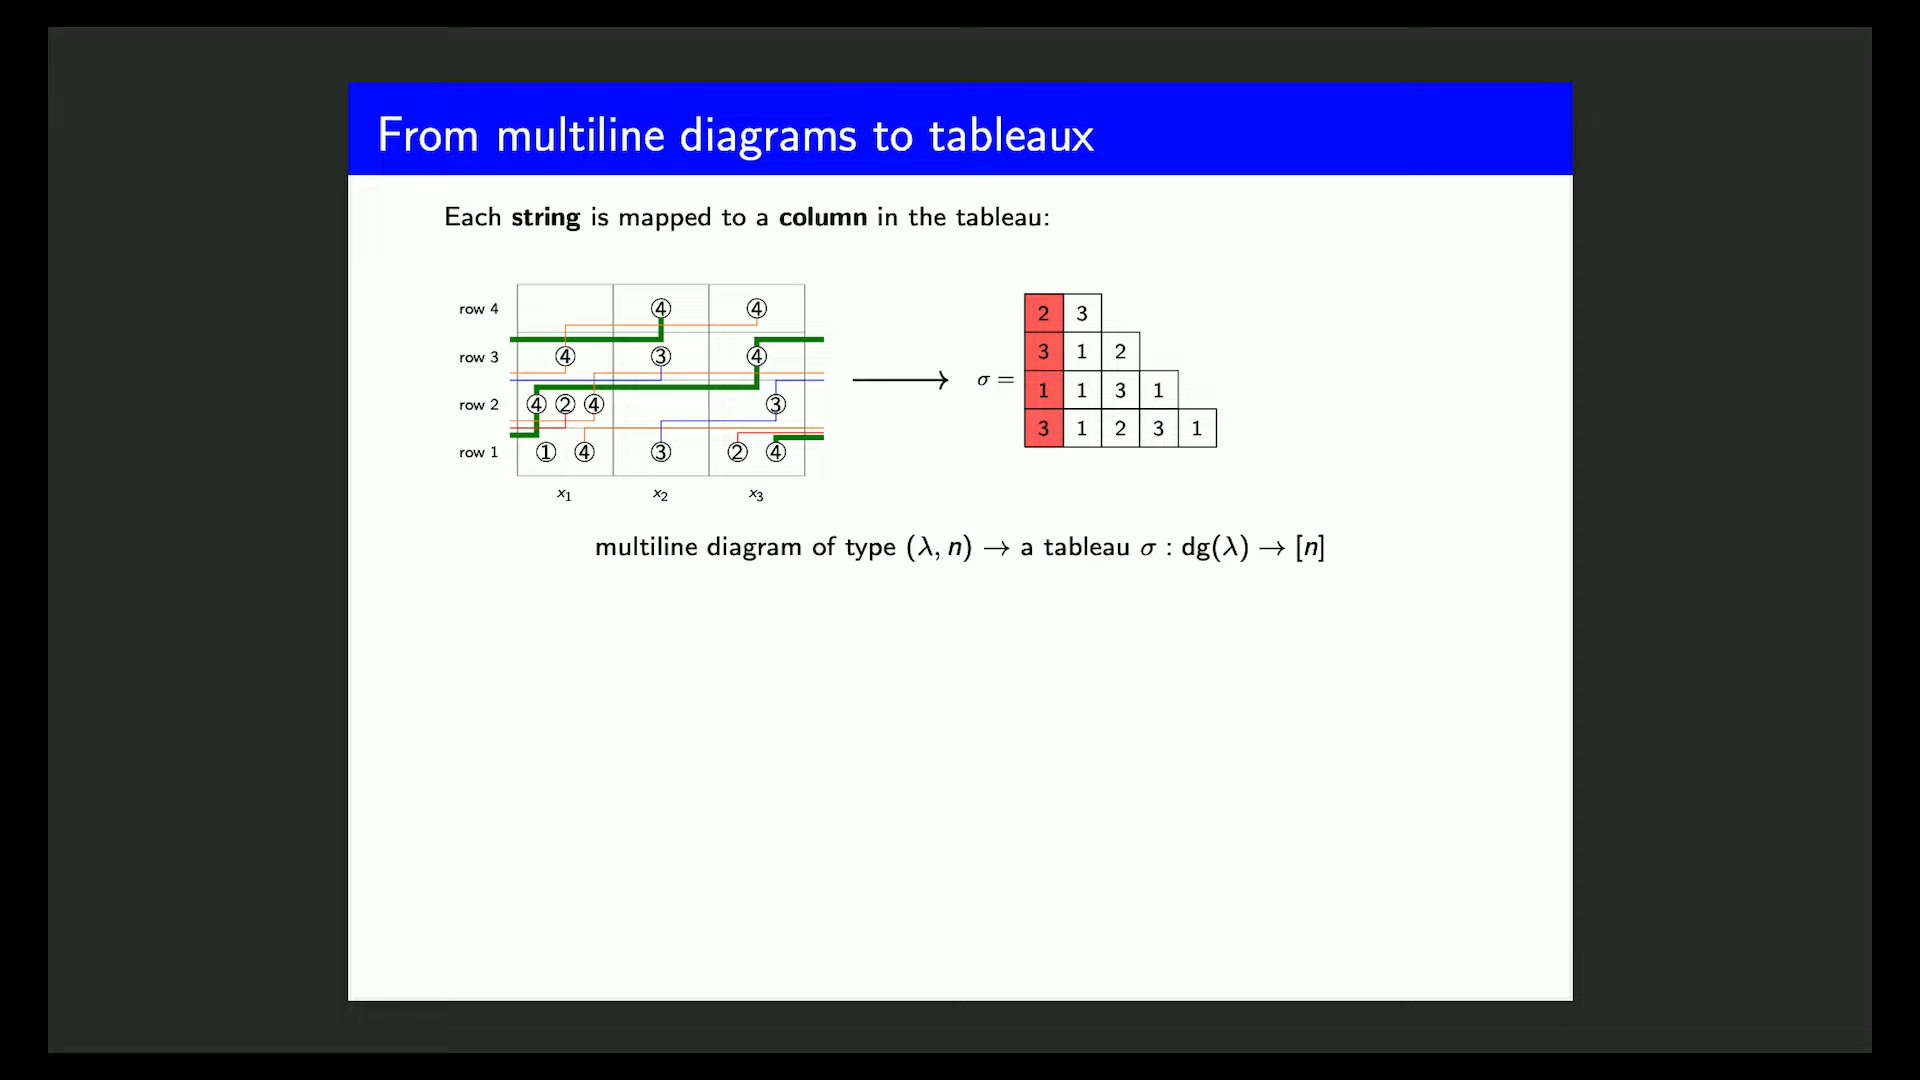 From multiline diagrams to tableaux
Each string is mapped to a column in the tableau:
row 4 ④ ④
row 3 ④ ③ ④
row 2 ④ ② ④ ③
row 1 ① ④ ③ ② ④
x₁ x₂ x₃
σ =
2 3
3 1 2
1 1 3 1
3 1 2 3 1
multiline diagram of type (λ, n) → a tableau σ : dg(λ) → [n]